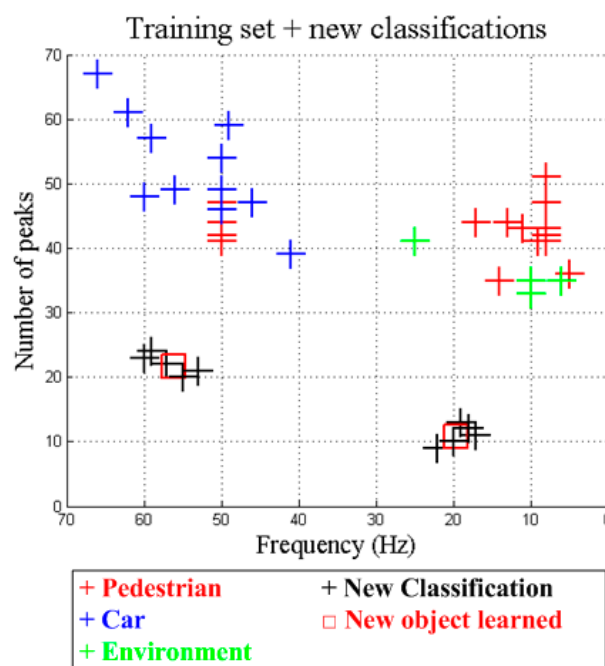 Training set + new classifications
Number of peaks
70
60
50
40
30
20
10
0
70 60 50 40 30 20 10
Frequency (Hz)
+ Pedestrian + New Classification
+ Car □ New object learned
+ Environment